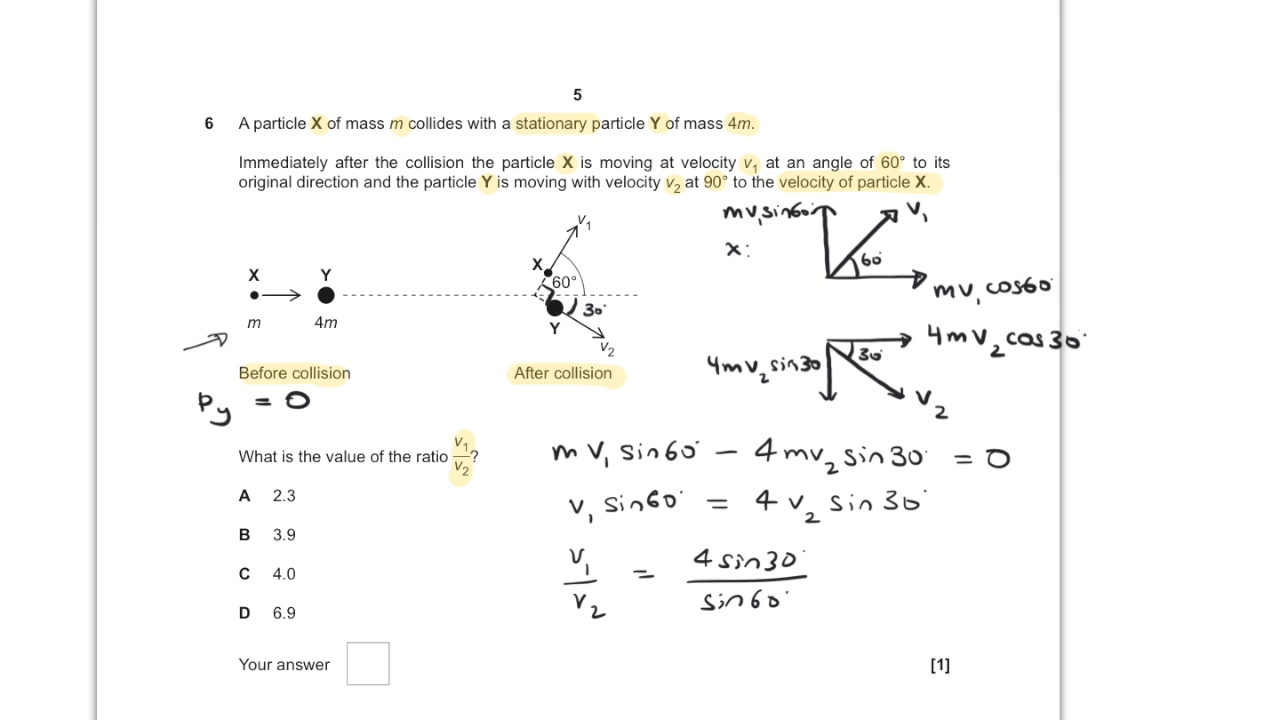 5
6 A particle X of mass m collides with a stationary particle Y of mass 4m.
Immediately after the collision the particle X is moving at velocity v₁ at an angle of 60° to its
original direction and the particle Y is moving with velocity v₂ at 90° to the velocity of particle X.
mv₁sin60° v₁
x: 60°
mv₁cos60°
X Y
m 4m
v₁
X 60°
30°
Y
v₂
4mv₂cos30°
4mv₂sin30 30°
v₂
Before collision After collision
Py = 0
What is the value of the ratio v₁/v₂?
mv₁ sin60° − 4mv₂ sin30° = 0
A 2.3
v₁ sin60° = 4v₂ sin30°
B 3.9
C 4.0
v₁/v₂ = 4sin30°/sin60°
D 6.9
Your answer [1]